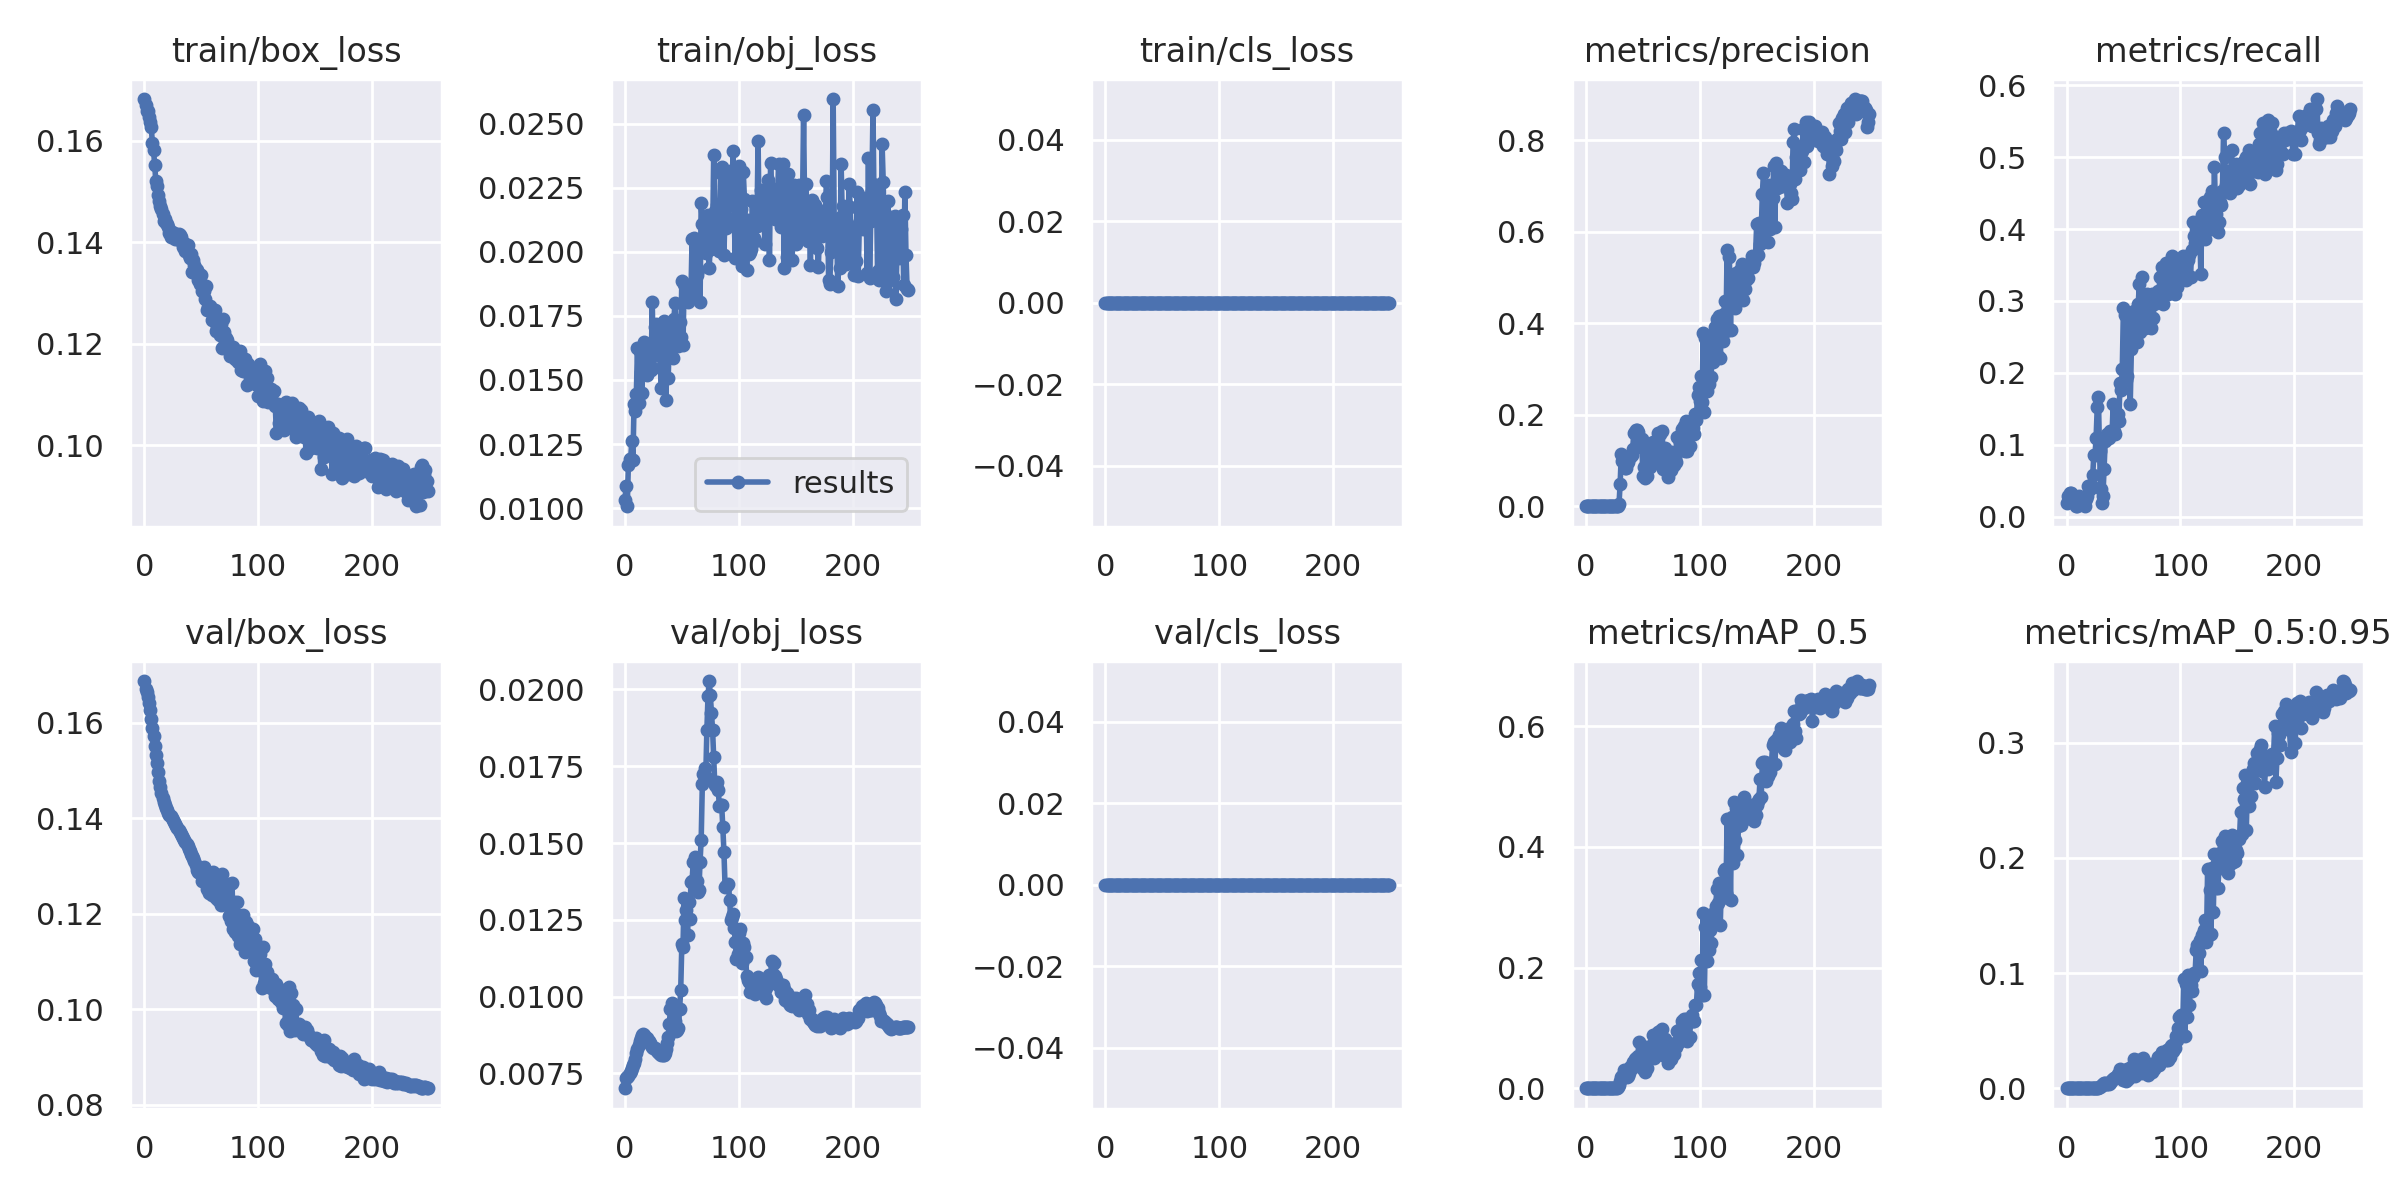 train/box_loss
0.16
0.14
0.12
0.10
0 100 200
train/obj_loss
0.0250
0.0225
0.0200
0.0175
0.0150
0.0125
0.0100
results
0 100 200
train/cls_loss
0.04
0.02
0.00
−0.02
−0.04
0 100 200
metrics/precision
0.8
0.6
0.4
0.2
0.0
0 100 200
metrics/recall
0.6
0.5
0.4
0.3
0.2
0.1
0.0
0 100 200
val/box_loss
0.16
0.14
0.12
0.10
0.08
0 100 200
val/obj_loss
0.0200
0.0175
0.0150
0.0125
0.0100
0.0075
0 100 200
val/cls_loss
0.04
0.02
0.00
−0.02
−0.04
0 100 200
metrics/mAP_0.5
0.6
0.4
0.2
0.0
0 100 200
metrics/mAP_0.5:0.95
0.3
0.2
0.1
0.0
0 100 200